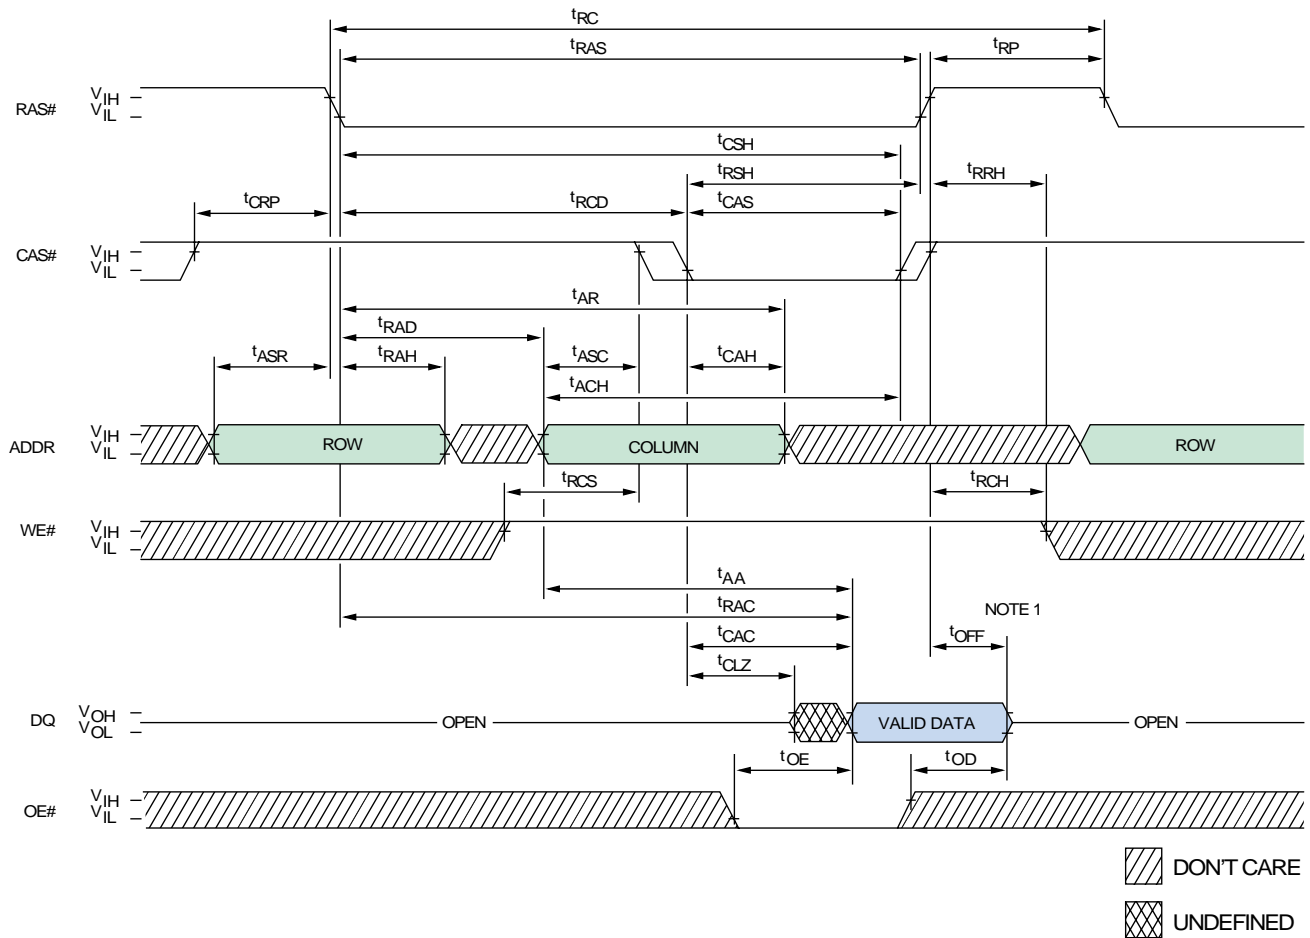 tRC
tRAS
tRP
RAS#
VIH
VIL
tCSH
tRSH
tRRH
tCRP
tRCD
tCAS
CAS#
VIH
VIL
tAR
tRAD
tASR
tRAH
tASC
tCAH
tACH
ADDR
VIH
VIL
ROW
COLUMN
ROW
tRCS
tRCH
WE#
VIH
VIL
tAA
tRAC
NOTE 1
tCAC
tOFF
tCLZ
DQ
VOH
VOL
OPEN
VALID DATA
OPEN
tOE
tOD
OE#
VIH
VIL
DON'T CARE
UNDEFINED